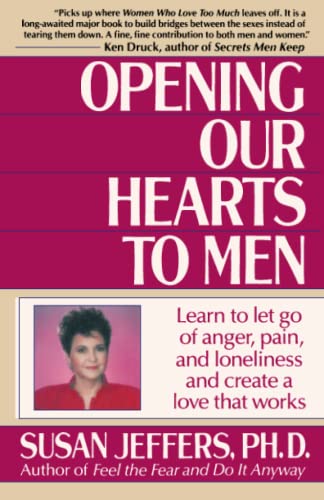 "Picks up where Women Who Love Too Much leaves off. It is a
long-awaited major book to build bridges between the sexes instead of
tearing them down. A fine, fine contribution to both men and women."
— Ken Druck, author of Secrets Men Keep
OPENING
OUR
HEARTS
TO MEN
Learn to let go
of anger, pain,
and loneliness
and create a
love that works
SUSAN JEFFERS, PH.D.
Author of Feel the Fear and Do It Anyway